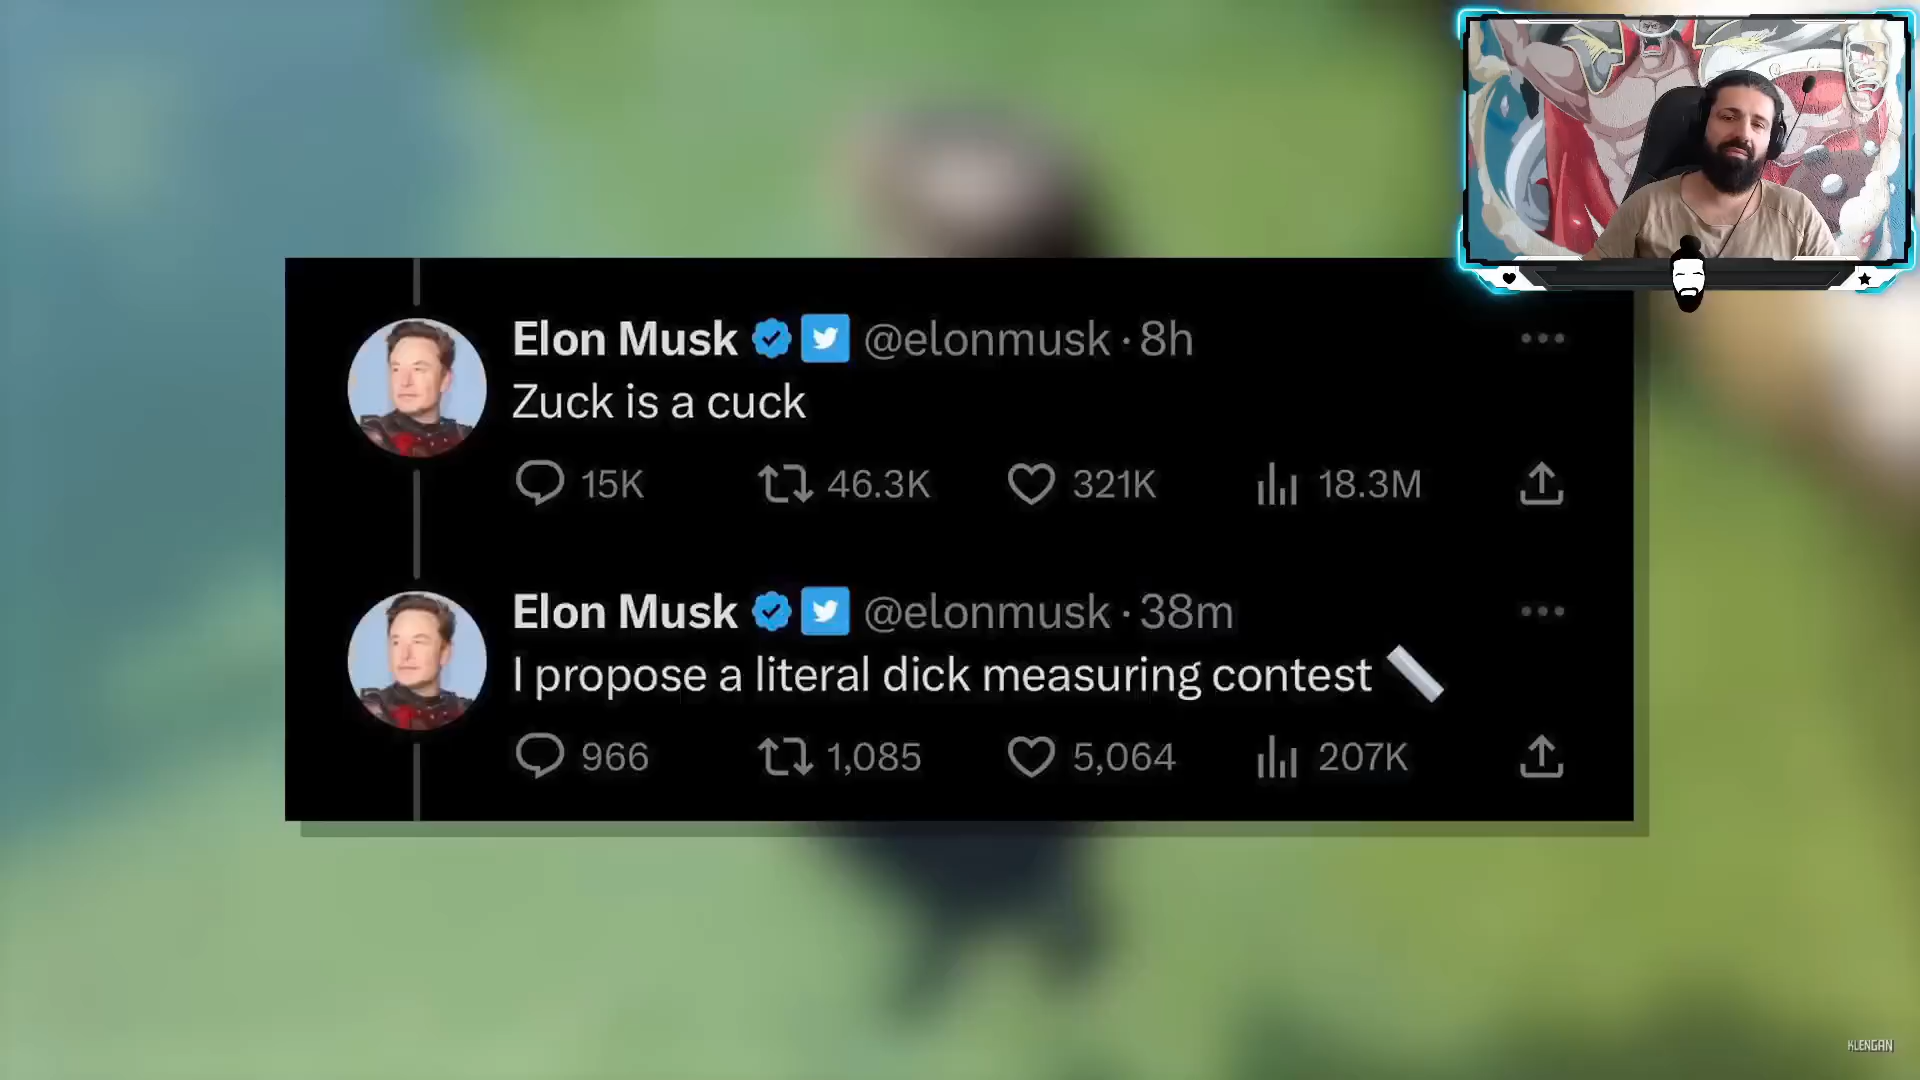 Elon Musk @elonmusk · 8h
Zuck is a cuck
15K 46.3K 321K 18.3M
Elon Musk @elonmusk · 38m
I propose a literal dick measuring contest 📏
966 1,085 5,064 207K
KLENGAN